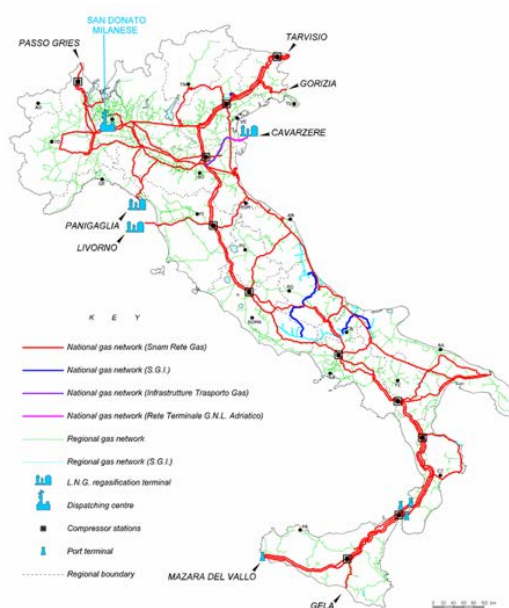 SAN DONATO
MILANESE
PASSO GRIES
TARVISIO
GORIZIA
CAVARZERE
PANIGAGLIA
LIVORNO
K E Y
National gas network (Snam Rete Gas)
National gas network (S.G.I.)
National gas network (Infrastrutture Trasporto Gas)
National gas network (Rete Terminale G.N.L. Adriatico)
Regional gas network
Regional gas network (S.G.I.)
L.N.G. regasification terminal
Dispatching centre
Compressor stations
Port terminal
Regional boundary
MAZARA DEL VALLO
GELA
ROMA